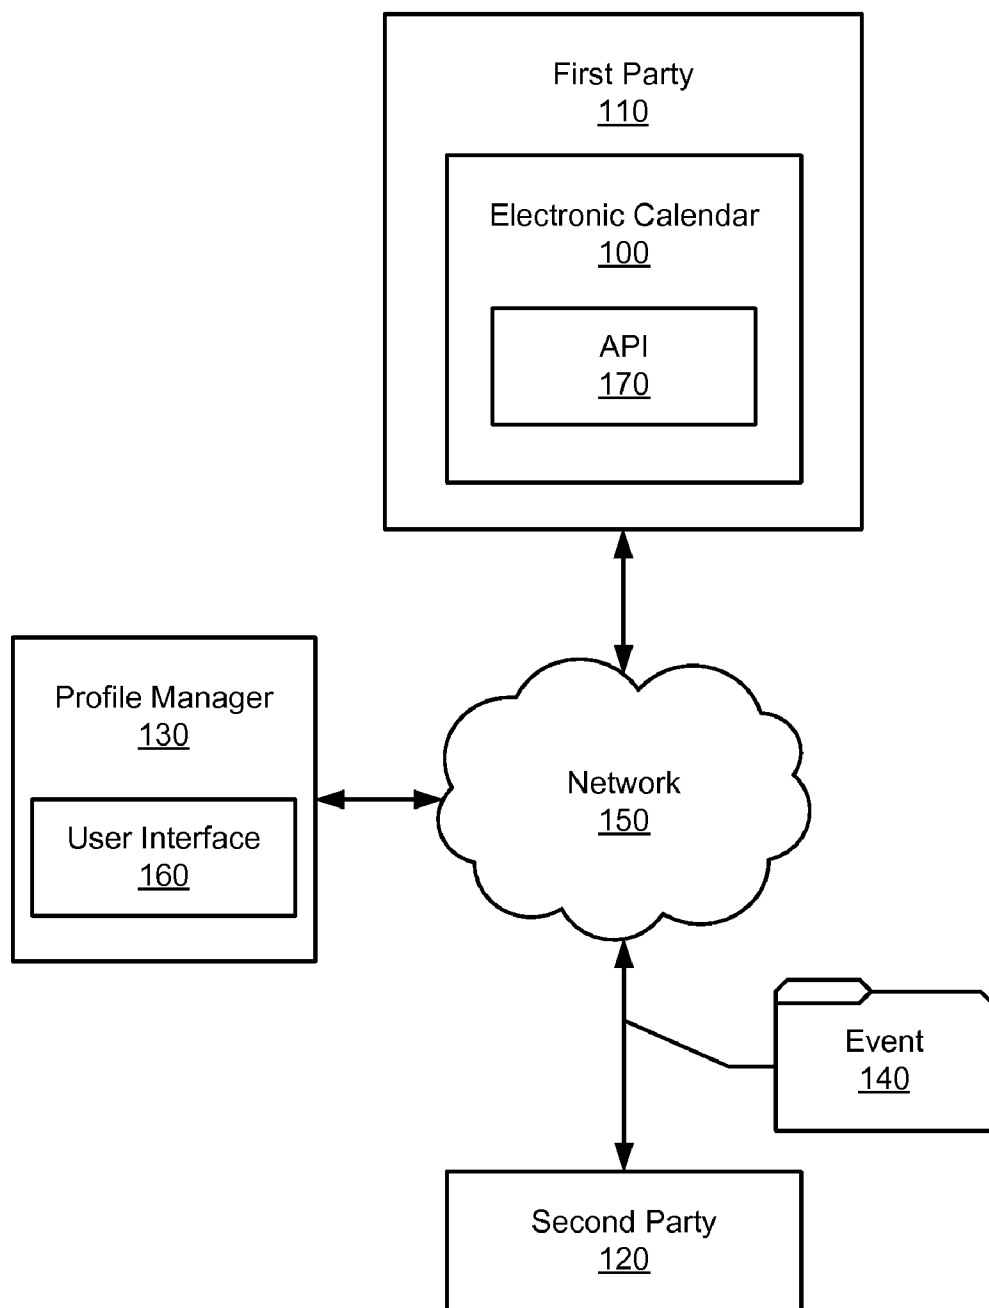 First Party
110
Electronic Calendar
100
API
170
Profile Manager
130
User Interface
160
Network
150
Event
140
Second Party
120